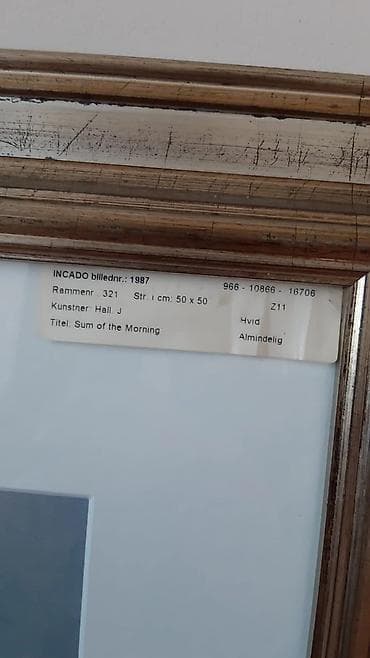 INCADO billednr.: 1987 966 - 10866 - 16706
Rammenr. 321 Str. i cm: 50 x 50 Z11
Kunstner: Hall. J Hvid
Titel: Sum of the Morning Almindelig